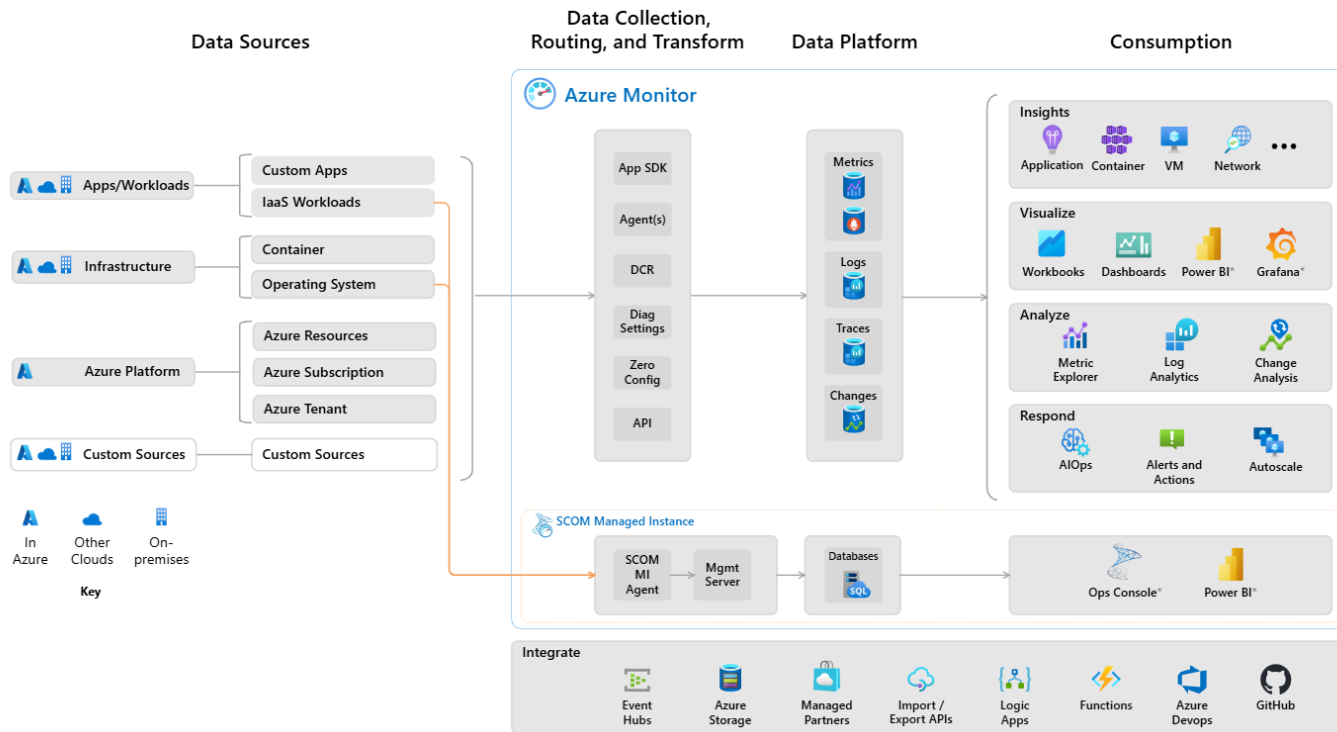 Data Sources
Data Collection,
Routing, and Transform
Data Platform
Consumption
Azure Monitor
Apps/Workloads
Custom Apps
IaaS Workloads
Infrastructure
Container
Operating System
Azure Platform
Azure Resources
Azure Subscription
Azure Tenant
Custom Sources
Custom Sources
In
Azure
Other
Clouds
On-
premises
Key
App SDK
Agent(s)
DCR
Diag
Settings
Zero
Config
API
Metrics
Logs
Traces
Changes
Insights
Application
Container
VM
Network
•••
Visualize
Workbooks
Dashboards
Power BI*
Grafana*
Analyze
Metric
Explorer
Log
Analytics
Change
Analysis
Respond
AIOps
Alerts and
Actions
Autoscale
SCOM Managed Instance
SCOM
MI
Agent
Mgmt
Server
Databases
SQL
Ops Console*
Power BI*
Integrate
Event
Hubs
Azure
Storage
Managed
Partners
Import /
Export APIs
Logic
Apps
Functions
Azure
Devops
GitHub